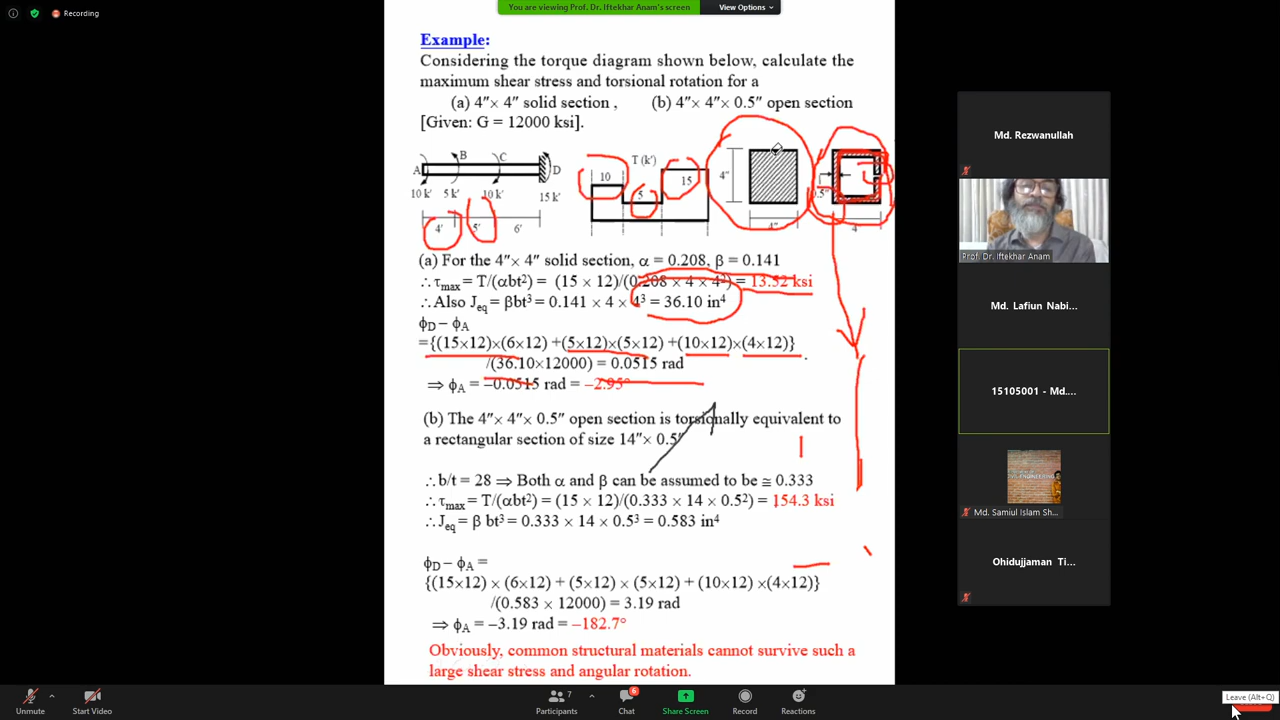 Recording
You are viewing Prof. Dr. Iftekhar Anam's screen
View Options
Example:
Considering the torque diagram shown below, calculate the
maximum shear stress and torsional rotation for a
(a) 4″× 4″ solid section ,    (b) 4″× 4″× 0.5″ open section
[Given: G = 12000 ksi].
A B C D
10 k' 5 k' 10 k' 15 k'
4' 5' 6'
T (k')
10 5 15
4″
4″
0.5″
4
(a) For the 4″× 4″ solid section, α = 0.208, β = 0.141
∴τmax = T/(αbt²) = (15 × 12)/(0.208 × 4 × 4²) = 13.52 ksi
∴Also Jeq = βbt³ = 0.141 × 4 × 4³ = 36.10 in⁴
ϕD − ϕA
={(15×12)×(6×12) +(5×12)×(5×12) +(10×12)×(4×12)}
/(36.10×12000) = 0.0515 rad
⇒ ϕA = −0.0515 rad = −2.95°
(b) The 4″× 4″× 0.5″ open section is torsionally equivalent to
a rectangular section of size 14″× 0.5″
∴b/t = 28 ⇒ Both α and β can be assumed to be ≅ 0.333
∴τmax = T/(αbt²) = (15 × 12)/(0.333 × 14 × 0.5²) = 154.3 ksi
∴Jeq = β bt³ = 0.333 × 14 × 0.5³ = 0.583 in⁴
ϕD − ϕA =
{(15×12) × (6×12) + (5×12) × (5×12) + (10×12) ×(4×12)}
/(0.583 × 12000) = 3.19 rad
⇒ ϕA = −3.19 rad = −182.7°
Obviously, common structural materials cannot survive such a
large shear stress and angular rotation.
Md. Rezwanullah
Prof. Dr. Iftekhar Anam
Md. Lafiun Nabi...
15105001 - Md....
Md. Samiul Islam Sh...
Ohidujjaman Ti...
Unmute
Start Video
7
Participants
6
Chat
Share Screen
Record
Reactions
Leave (Alt+Q)